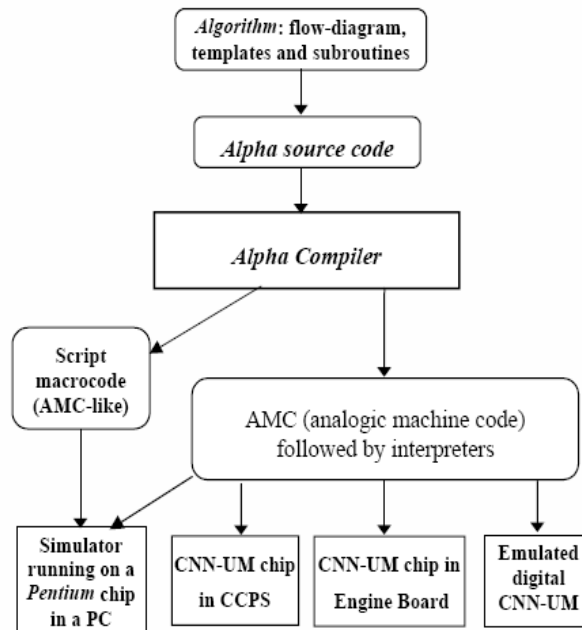 Algorithm: flow-diagram,
templates and subroutines
Alpha source code
Alpha Compiler
Script
macrocode
(AMC-like)
AMC (analogic machine code)
followed by interpreters
Simulator
running on a
Pentium chip
in a PC
CNN-UM chip
in CCPS
CNN-UM chip in
Engine Board
Emulated
digital
CNN-UM